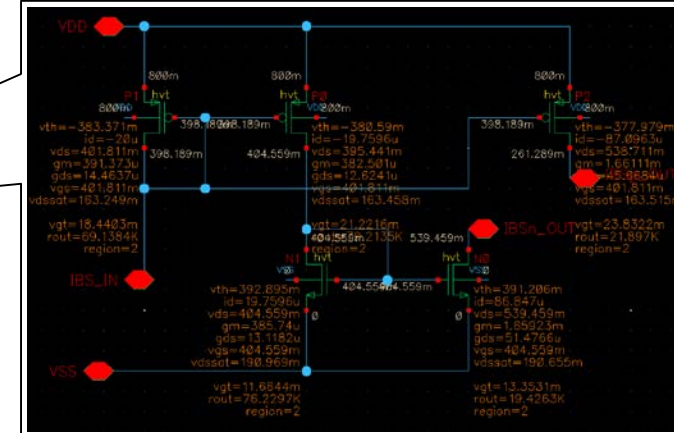 VDD
800m
800m
800m
P1
P0
P2
hvt
hvt
hvt
800m
800m
800m
vth=-383.371m
id=-20u
vds=401.811m
gm=391.373u
gds=14.4637u
vgs=401.811m
vdssat=163.249m
vgt=18.4403m
rout=69.1384K
region=2
398.189m
404.559m
vth=-380.59m
id=-19.7596u
vds=395.441m
gm=382.501u
gds=12.6241u
vgs=401.811m
vdssat=163.458m
vgt=21.2216m
region=2
398.189m
261.289m
vth=-377.979m
id=-87.0963u
vds=538.711m
gm=1.66111m
vgs=401.811m
vdssat=163.515m
vgt=23.8322m
rout=21.897K
region=2
IBS_IN
404.559m
539.459m
IBSn_OUT
N1
N0
hvt
hvt
404.559m
0
0
vth=392.895m
id=19.7596u
vds=404.559m
gm=385.74u
gds=13.1182u
vgs=404.559m
vdssat=190.969m
vgt=11.6644m
rout=76.2297K
region=2
vth=391.206m
id=86.847u
vds=539.459m
gm=1.65923m
gds=51.4766u
vgs=404.559m
vdssat=190.655m
vgt=13.3531m
rout=19.4263K
region=2
VSS